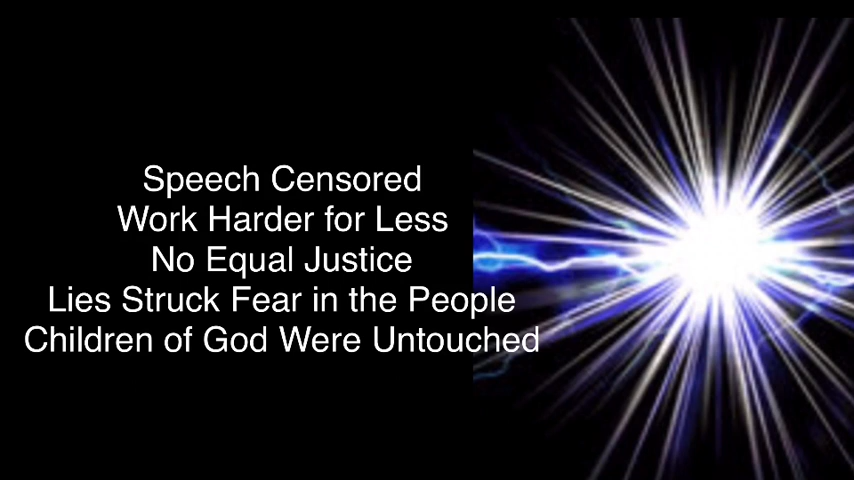 Speech Censored
Work Harder for Less
No Equal Justice
Lies Struck Fear in the People
Children of God Were Untouched